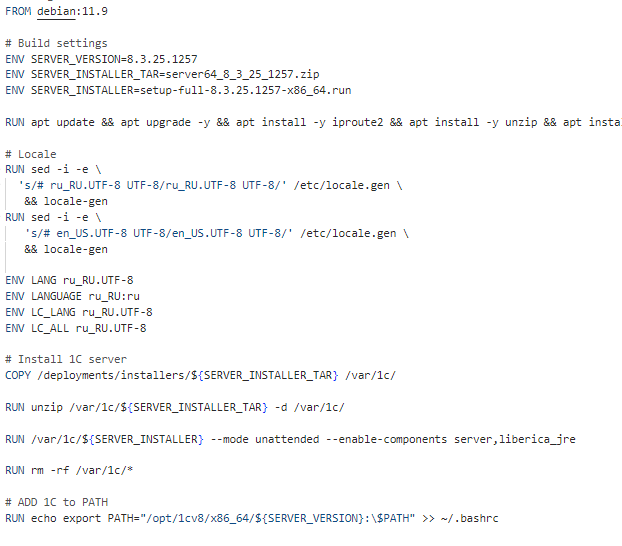 FROM debian:11.9
# Build settings
ENV SERVER_VERSION=8.3.25.1257
ENV SERVER_INSTALLER_TAR=server64_8_3_25_1257.zip
ENV SERVER_INSTALLER=setup-full-8.3.25.1257-x86_64.run
RUN apt update && apt upgrade -y && apt install -y iproute2 && apt install -y unzip && apt insta
# Locale
RUN sed -i -e \
's/# ru_RU.UTF-8 UTF-8/ru_RU.UTF-8 UTF-8/' /etc/locale.gen \
&& locale-gen
RUN sed -i -e \
's/# en_US.UTF-8 UTF-8/en_US.UTF-8 UTF-8/' /etc/locale.gen \
&& locale-gen
ENV LANG ru_RU.UTF-8
ENV LANGUAGE ru_RU:ru
ENV LC_LANG ru_RU.UTF-8
ENV LC_ALL ru_RU.UTF-8
# Install 1C server
COPY /deployments/installers/${SERVER_INSTALLER_TAR} /var/1c/
RUN unzip /var/1c/${SERVER_INSTALLER_TAR} -d /var/1c/
RUN /var/1c/${SERVER_INSTALLER} --mode unattended --enable-components server,liberica_jre
RUN rm -rf /var/1c/*
# ADD 1C to PATH
RUN echo export PATH="/opt/1cv8/x86_64/${SERVER_VERSION}:\$PATH" >> ~/.bashrc